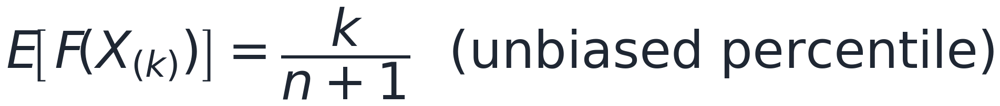 E[F(X_(k))] = k/(n + 1) (unbiased percentile)